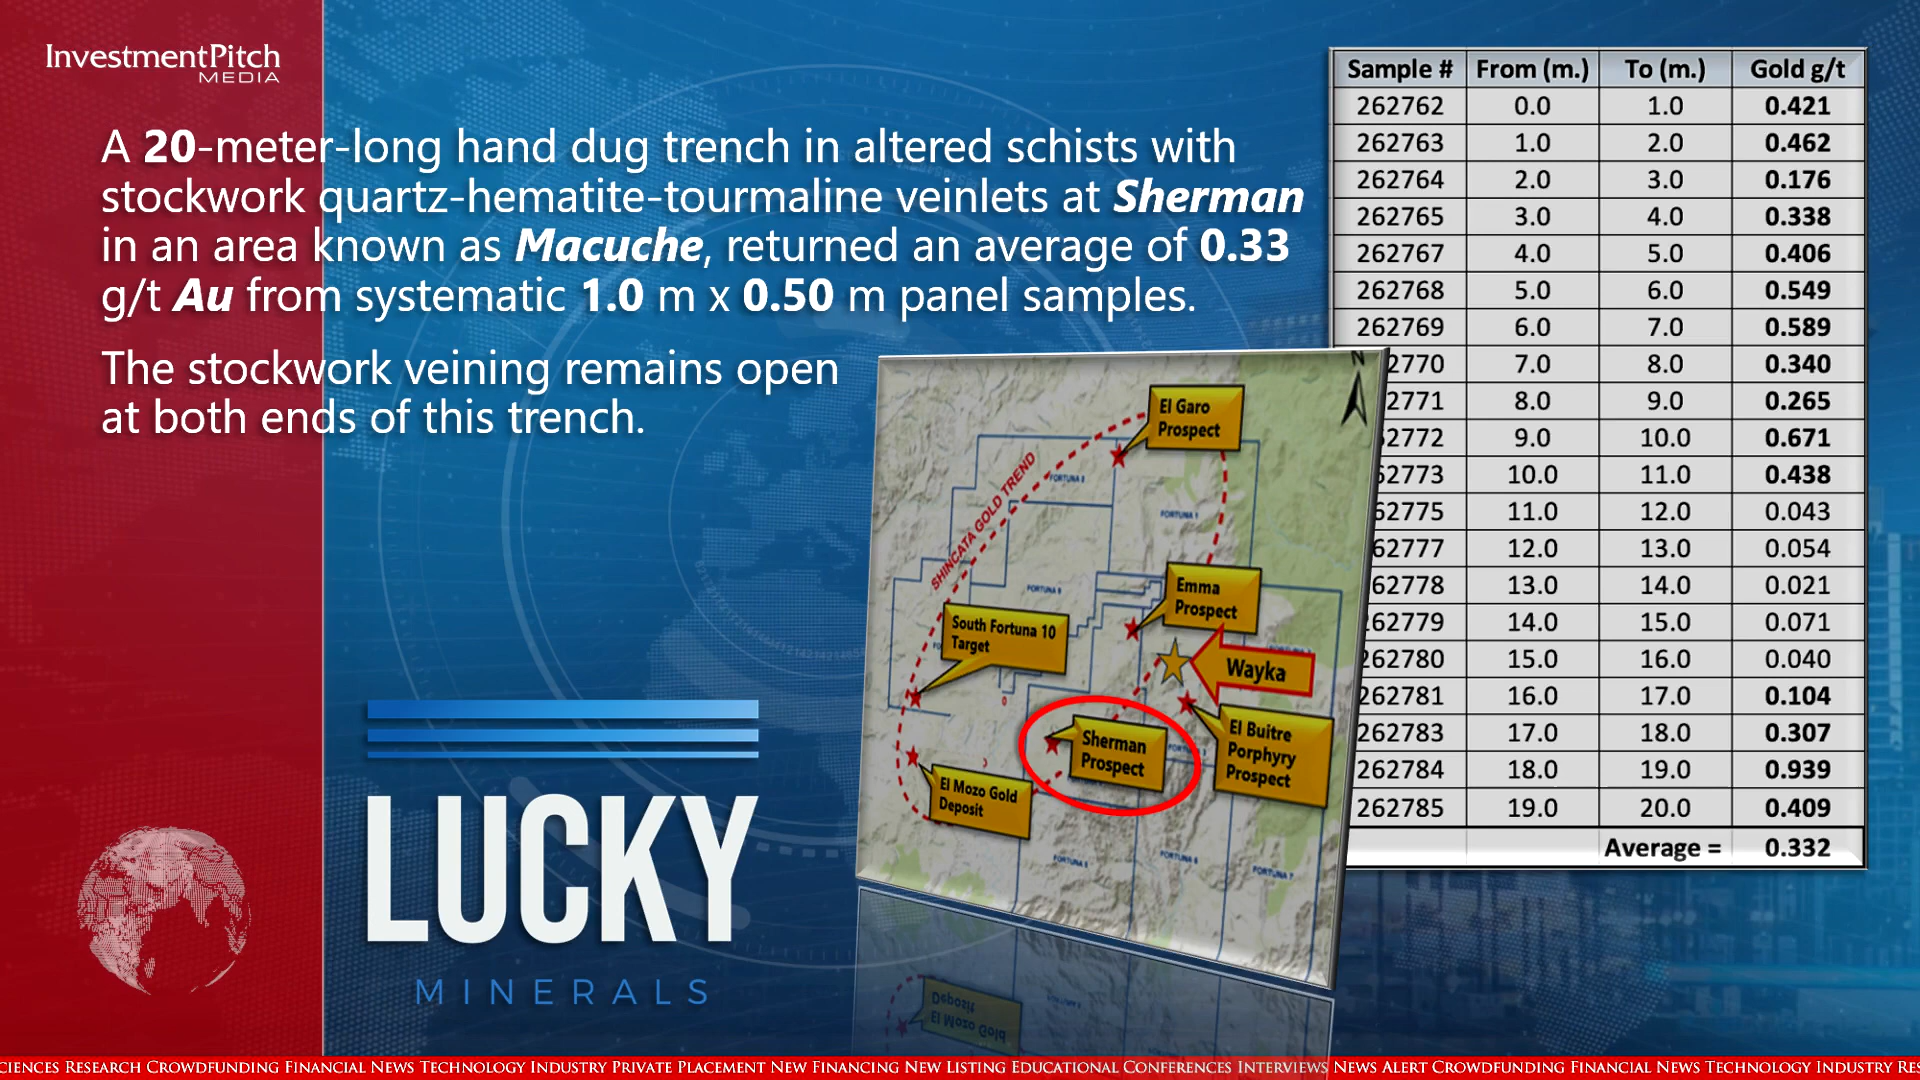 InvestmentPitch
MEDIA
A 20-meter-long hand dug trench in altered schists with
stockwork quartz-hematite-tourmaline veinlets at Sherman
in an area known as Macuche, returned an average of 0.33
g/t Au from systematic 1.0 m x 0.50 m panel samples.
The stockwork veining remains open
at both ends of this trench.
Sample # From (m.) To (m.) Gold g/t
262762 0.0 1.0 0.421
262763 1.0 2.0 0.462
262764 2.0 3.0 0.176
262765 3.0 4.0 0.338
262767 4.0 5.0 0.406
262768 5.0 6.0 0.549
262769 6.0 7.0 0.589
2770 7.0 8.0 0.340
2771 8.0 9.0 0.265
2772 9.0 10.0 0.671
62773 10.0 11.0 0.438
62775 11.0 12.0 0.043
62777 12.0 13.0 0.054
62778 13.0 14.0 0.021
262779 14.0 15.0 0.071
262780 15.0 16.0 0.040
262781 16.0 17.0 0.104
262783 17.0 18.0 0.307
262784 18.0 19.0 0.939
262785 19.0 20.0 0.409
Average = 0.332
N
El Garo
Prospect
SHINCATA GOLD TREND
FORTUNA 1
Emma
Prospect
South Fortuna 10
Target
Wayka
Sherman
Prospect
El Buitre
Porphyry
Prospect
El Mozo Gold
Deposit
FORTUNA 7
LUCKY
MINERALS
CIENCES RESEARCH CROWDFUNDING FINANCIAL NEWS TECHNOLOGY INDUSTRY PRIVATE PLACEMENT NEW FINANCING NEW LISTING EDUCATIONAL CONFERENCES INTERVIEWS NEWS ALERT CROWDFUNDING FINANCIAL NEWS TECHNOLOGY INDUSTRY RES